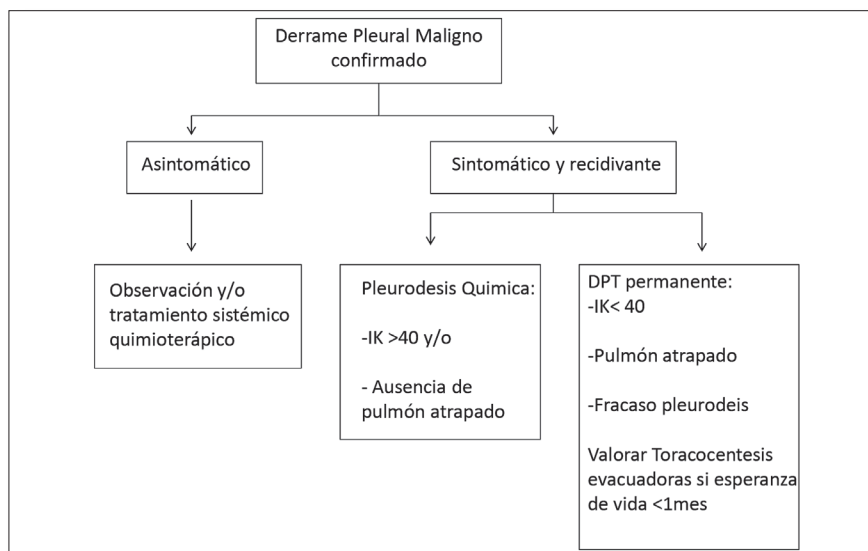 Derrame Pleural Maligno
confirmado
Asintomático
Sintomático y recidivante
Observación y/o
tratamiento sistémico
quimioterápico
Pleurodesis Quimica:
-IK >40 y/o
- Ausencia de
pulmón atrapado
DPT permanente:
-IK< 40
-Pulmón atrapado
-Fracaso pleurodeis
Valorar Toracocentesis
evacuadoras si esperanza
de vida <1mes